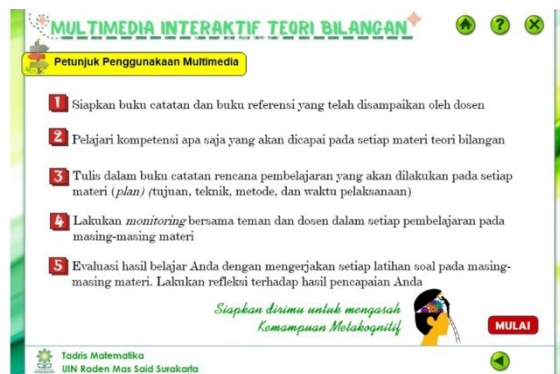 MULTIMEDIA INTERAKTIF TEORI BILANGAN
?
X
Petunjuk Penggunakaan Multimedia
1 Siapkan buku catatan dan buku referensi yang telah disampaikan oleh dosen
2 Pelajari kompetensi apa saja yang akan dicapai pada setiap materi teori bilangan
3 Tulis dalam buku catatan rencana pembelajaran yang akan dilakukan pada setiap
materi (plan) (tujuan, teknik, metode, dan waktu pelaksanaan)
4 Lakukan monitoring bersama teman dan dosen dalam setiap pembelajaran pada
masing-masing materi
5 Evaluasi hasil belajar Anda dengan mengerjakan setiap latihan soal pada masing-
masing materi. Lakukan refleksi terhadap hasil pencapaian Anda
Siapkan dirimu untuk mengasah
Kemampuan Metakognitif
MULAI
Tadris Matematika
UIN Raden Mas Said Surakarta